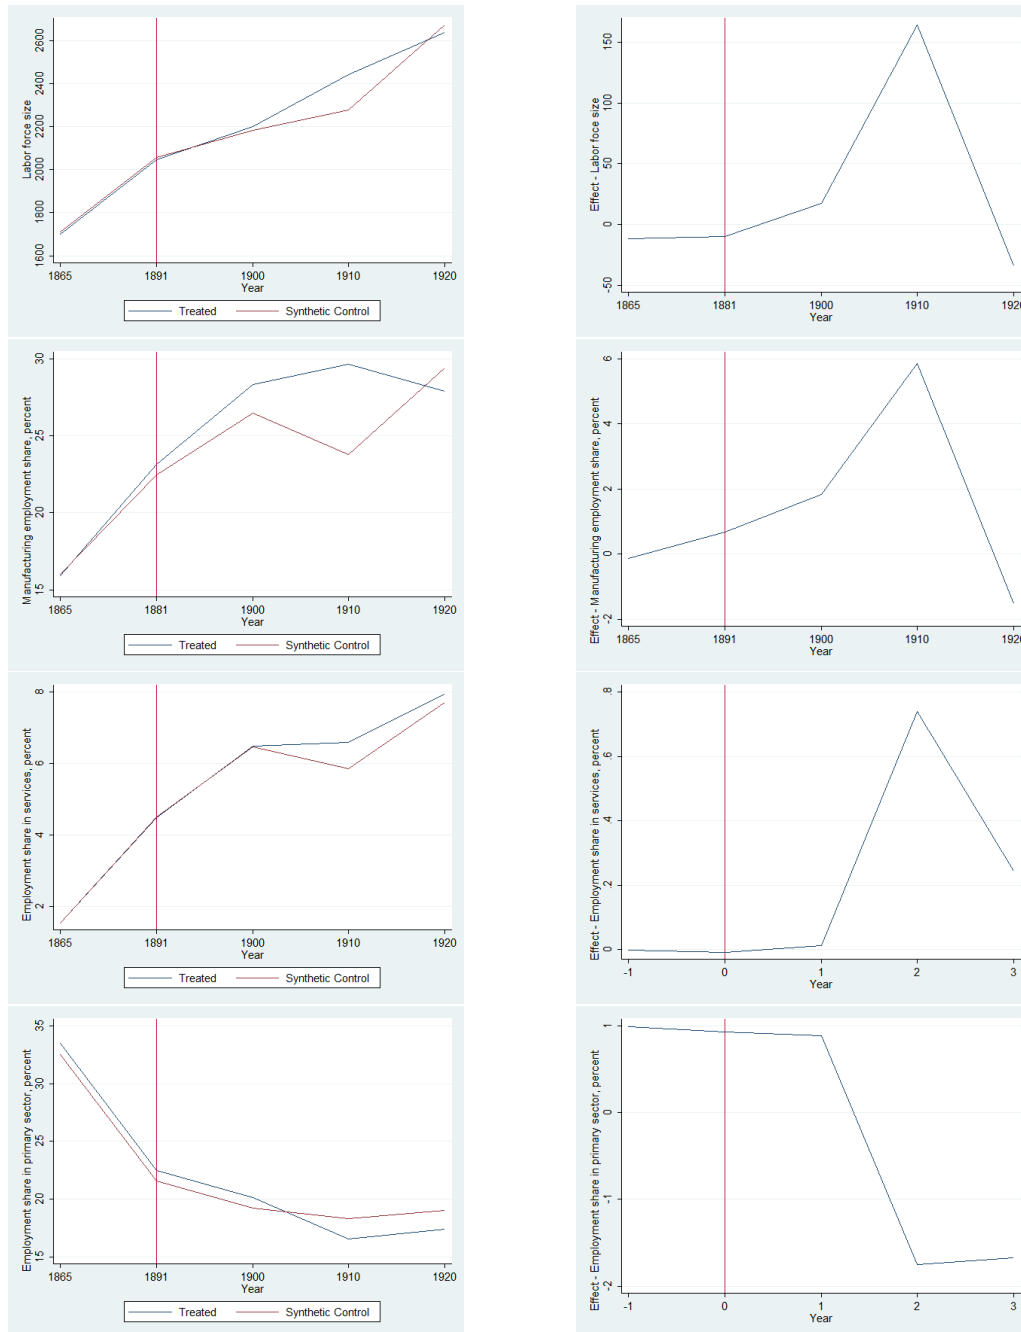 Labor force size
2600
2400
2200
2000
1800
1600
1865 1891 1900 1910 1920
Year
Treated Synthetic Control
Effect - Labor foce size
150
100
50
0
-50
1865 1881 1900 1910 1920
Year
Manufacturing employment share, percent
30
25
20
15
1865 1881 1900 1910 1920
Year
Treated Synthetic Control
Effect - Manufacturing employment share, percent
6
4
2
0
-2
1865 1891 1900 1910 1920
Year
Employment share in services, percent
8
6
4
2
1865 1891 1900 1910 1920
Year
Treated Synthetic Control
Effect - Employment share in services, percent
.8
.6
.4
.2
0
-1 0 1 2 3
Year
Employment share in primary sector, percent
35
30
25
20
15
1865 1891 1900 1910 1920
Year
Treated Synthetic Control
Effect - Employment share in primary sector, percent
1
0
-1
-2
-1 0 1 2 3
Year